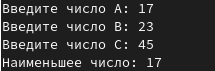 Введите число A: 17
Введите число B: 23
Введите число C: 45
Наименьшее число: 17